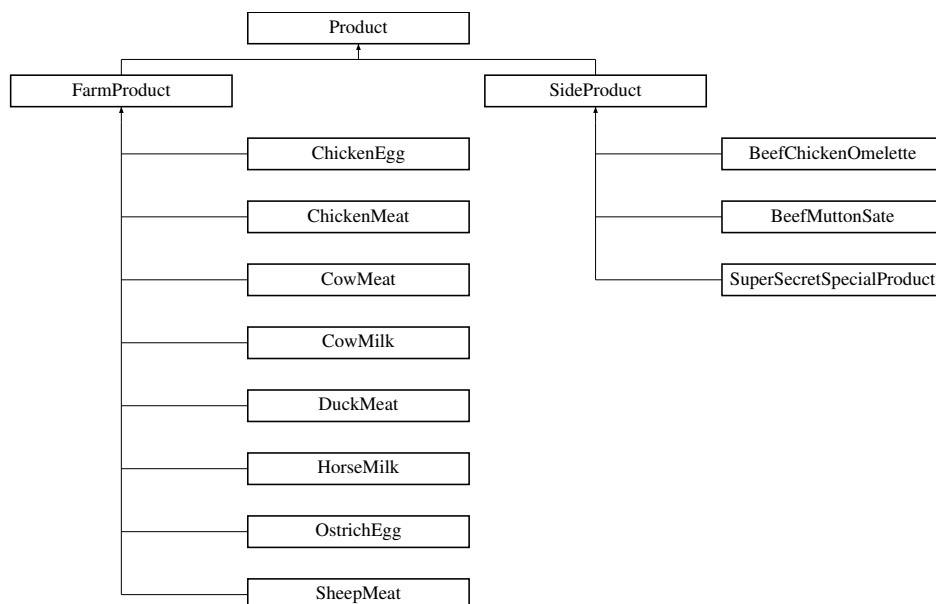 Product
FarmProduct
SideProduct
ChickenEgg
BeefChickenOmelette
ChickenMeat
BeefMuttonSate
CowMeat
SuperSecretSpecialProduct
CowMilk
DuckMeat
HorseMilk
OstrichEgg
SheepMeat